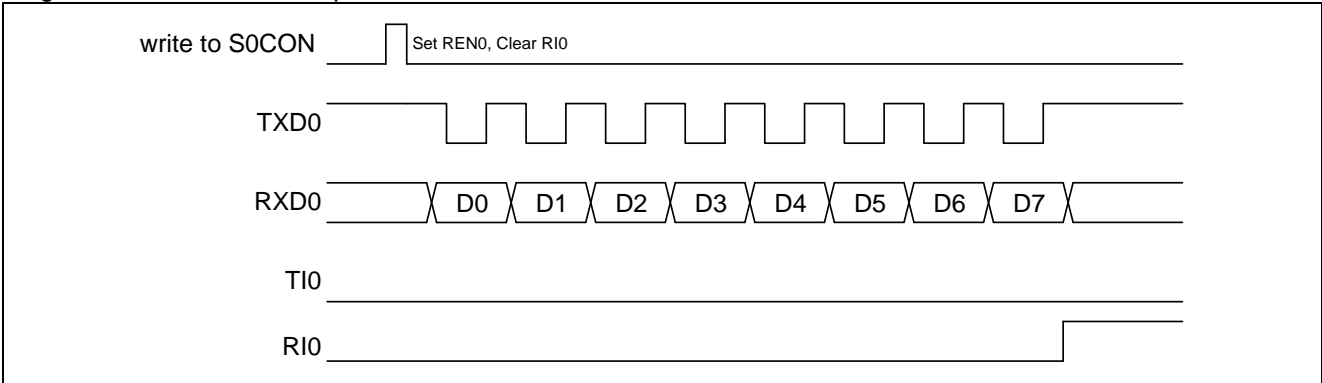 write to S0CON Set REN0, Clear RI0
TXD0
RXD0 D0 D1 D2 D3 D4 D5 D6 D7
TI0
RI0